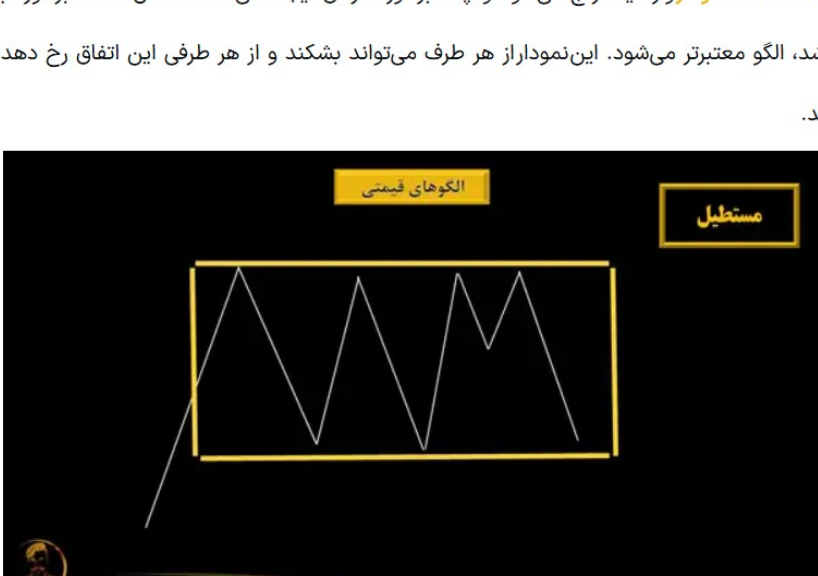 شد، الگو معتبرتر می‌شود. این‌نموداراز هر طرف می‌تواند بشکند و از هر طرفی این اتفاق رخ دهد
د.
الگوهای قیمتی
مستطیل